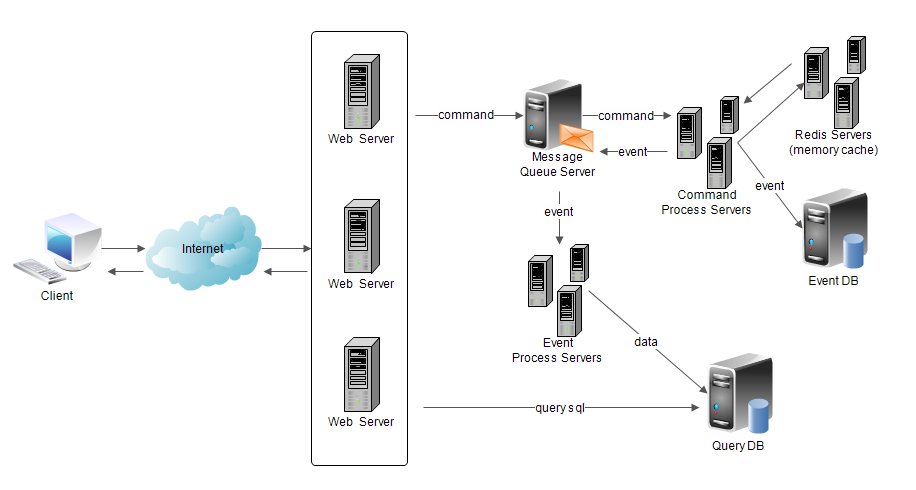 Web Server
command
command
Message
Queue Server
event
Redis Servers
(memory cache)
Command
Process Servers
event
event
Internet
Web Server
Client
Event DB
Event
Process Servers
data
query sql
Web Server
Query DB